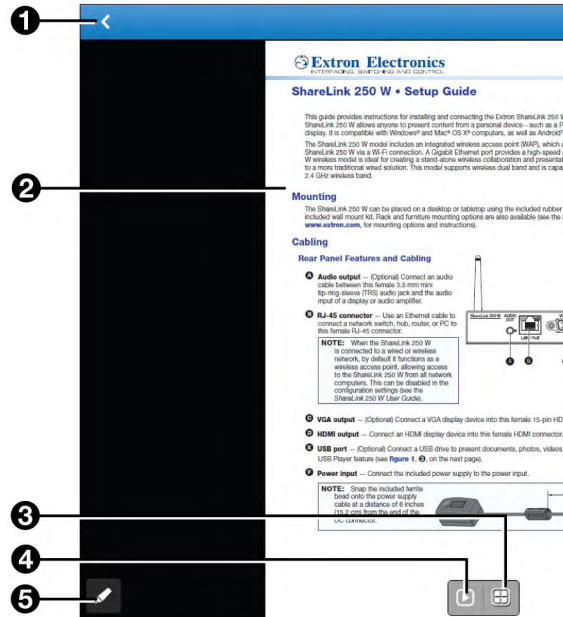 1
2
3
4
5
Extron Electronics
INTERFACING, SWITCHING AND CONTROL
ShareLink 250 W • Setup Guide
This guide provides instructions for installing and connecting the Extron ShareLink 250 W
ShareLink 250 W allows anyone to present content from a personal device—such as a P
display. It is compatible with Windows® and Mac® OS X® computers, as well as Android
The ShareLink 250 W model includes an integrated wireless access point (WAP), which a
ShareLink 250 W via a Wi-Fi connection. A Gigabit Ethernet port provides a high-speed
W wireless model is ideal for creating a stand-alone wireless collaboration and presentat
to a more traditional wired solution. This model supports wireless dual band and is capa
2.4 GHz wireless band.
Mounting
The ShareLink 250 W can be placed on a desktop or tabletop using the included rubber
included wall mount kit. Rack and furniture mounting options are also available (see the
www.extron.com, for mounting options and instructions).
Cabling
Rear Panel Features and Cabling
A Audio output — (Optional) Connect an audio
cable between this female 3.5 mm mini
tip-ring-sleeve (TRS) audio jack and the audio
input of a display or audio amplifier.
B RJ-45 connector — Use an Ethernet cable to
connect a network switch, hub, router, or PC to
this female RJ-45 connector.
NOTE: When the ShareLink 250 W
is connected to a wired or wireless
network, by default it functions as a
wireless access point, allowing access
to the ShareLink 250 W from all network
computers. This can be disabled in the
configuration settings (see the
ShareLink 250 W User Guide).
ShareLink 250 W
AUDIO
OUT
LAN / PoE
A
B
C VGA output — (Optional) Connect a VGA display device into this female 15-pin HD
D HDMI output — Connect an HDMI display device into this female HDMI connector.
E USB port — (Optional) Connect a USB drive to present documents, photos, videos,
USB Player feature (see figure 1, on the next page).
F Power input — Connect the included power supply to the power input.
NOTE: Snap the included ferrite
bead onto the power supply
cable at a distance of 6 inches
(15.2 cm) from the end of the
DC connector.